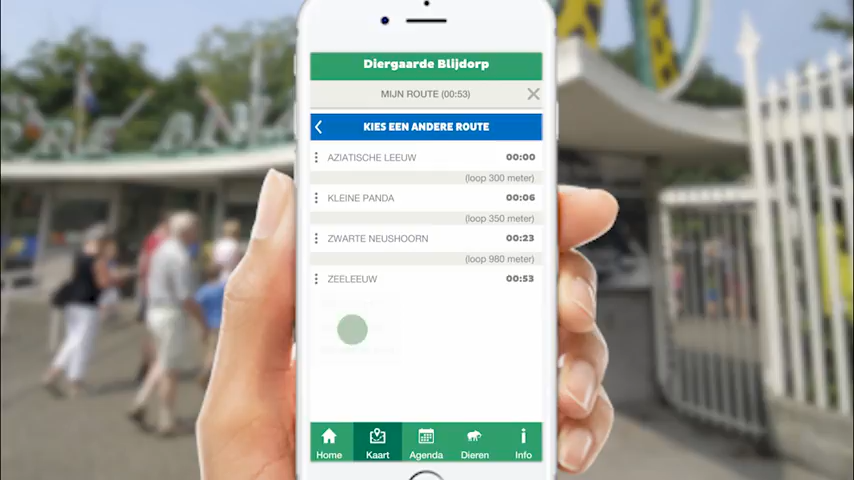 Diergaarde Blijdorp
MIJN ROUTE (00:53)
KIES EEN ANDERE ROUTE
AZIATISCHE LEEUW 00:00
(loop 300 meter)
KLEINE PANDA 00:06
(loop 350 meter)
ZWARTE NEUSHOORN 00:23
(loop 980 meter)
ZEELEEUW 00:53
Home Kaart Agenda Dieren Info